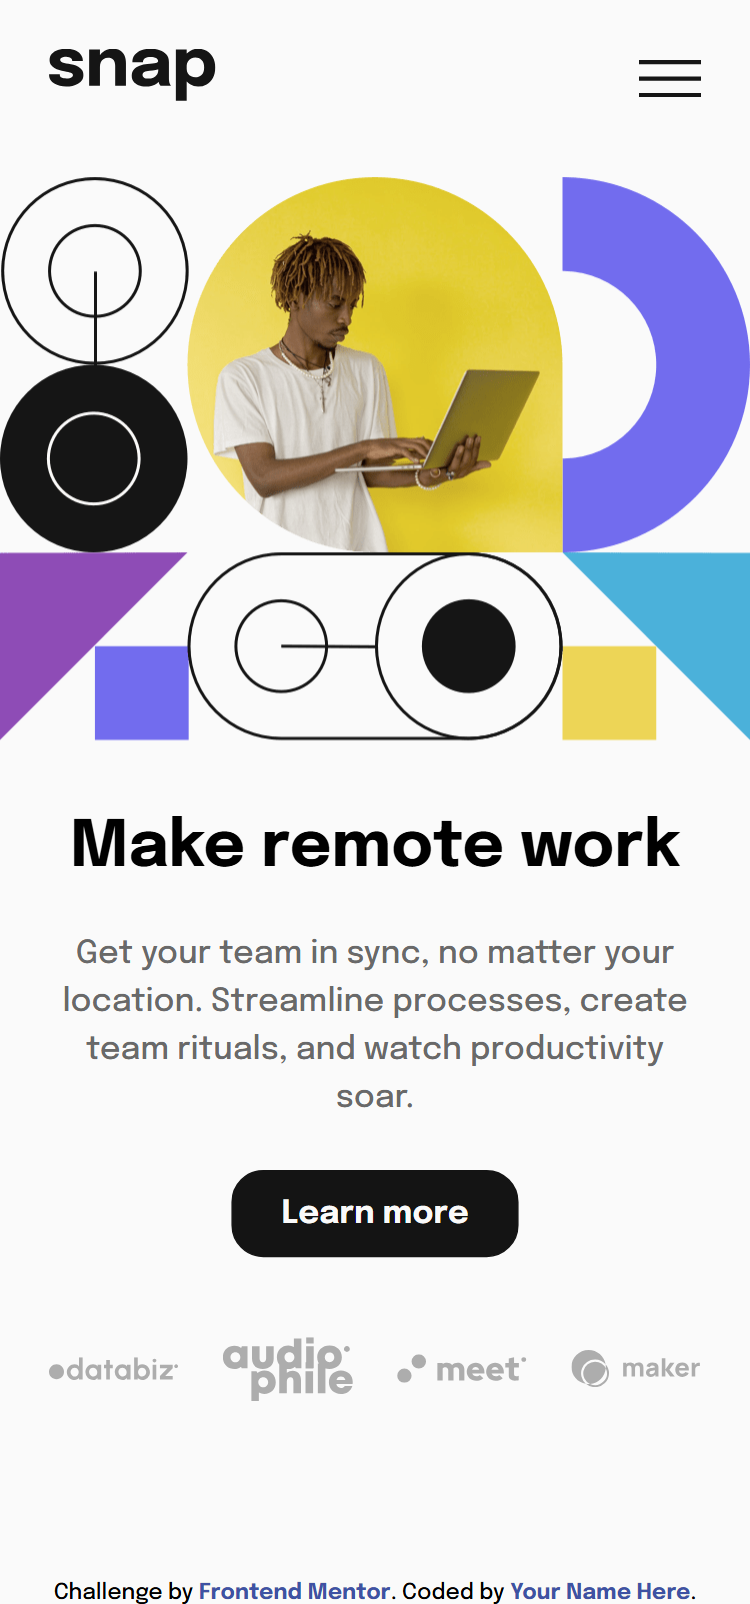 snap
Make remote work
Get your team in sync, no matter your
location. Streamline processes, create
team rituals, and watch productivity
soar.
Learn more
databiz
audiophile
meet
maker
Challenge by Frontend Mentor. Coded by Your Name Here.